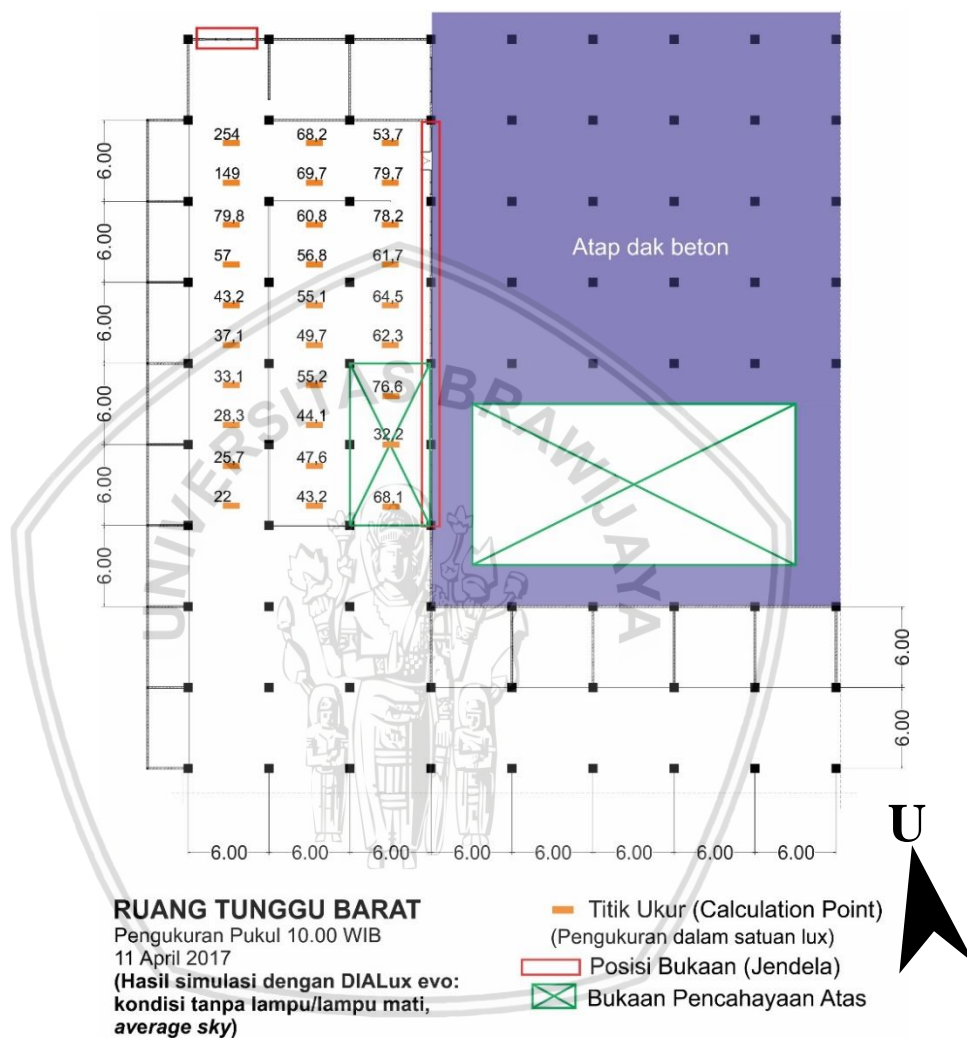 Atap dak beton
254 68,2 53,7
149 69,7 79,7
79,8 60,8 78,2
57 56,8 61,7
43,2 55,1 64,5
37,1 49,7 62,3
33,1 55,2 76,6
28,3 44,1 32,2
25,7 47,6
22 43,2 68,1
6.00
6.00
6.00
6.00
6.00
6.00
6.00
6.00
6.00 6.00 6.00 6.00 6.00 6.00 6.00 6.00
UNIVERSITAS BRAWIJAYA
U
RUANG TUNGGU BARAT
Pengukuran Pukul 10.00 WIB
11 April 2017
(Hasil simulasi dengan DIALux evo:
kondisi tanpa lampu/lampu mati,
average sky)
Titik Ukur (Calculation Point)
(Pengukuran dalam satuan lux)
Posisi Bukaan (Jendela)
Bukaan Pencahayaan Atas